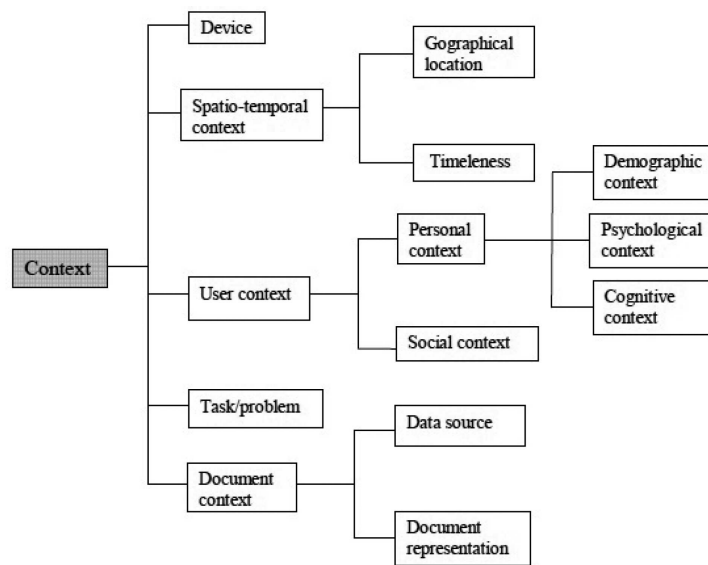 Device
Gographical
location
Spatio-temporal
context
Timeleness
Demographic
context
Personal
context
Psychological
context
Context
User context
Cognitive
context
Social context
Task/problem
Data source
Document
context
Document
representation